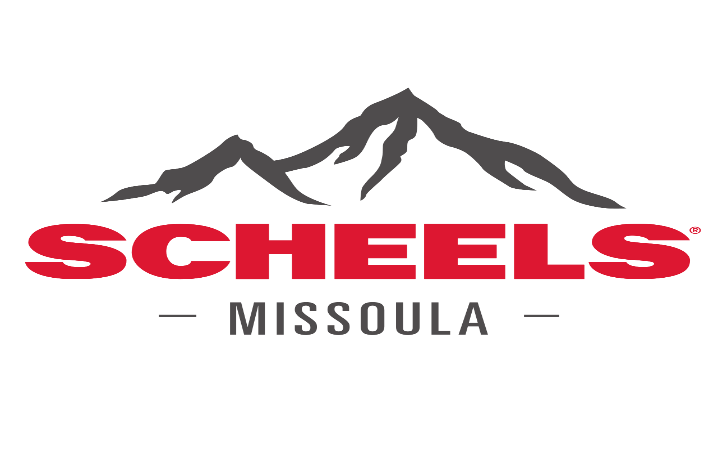 SCHEELS®
— MISSOULA —